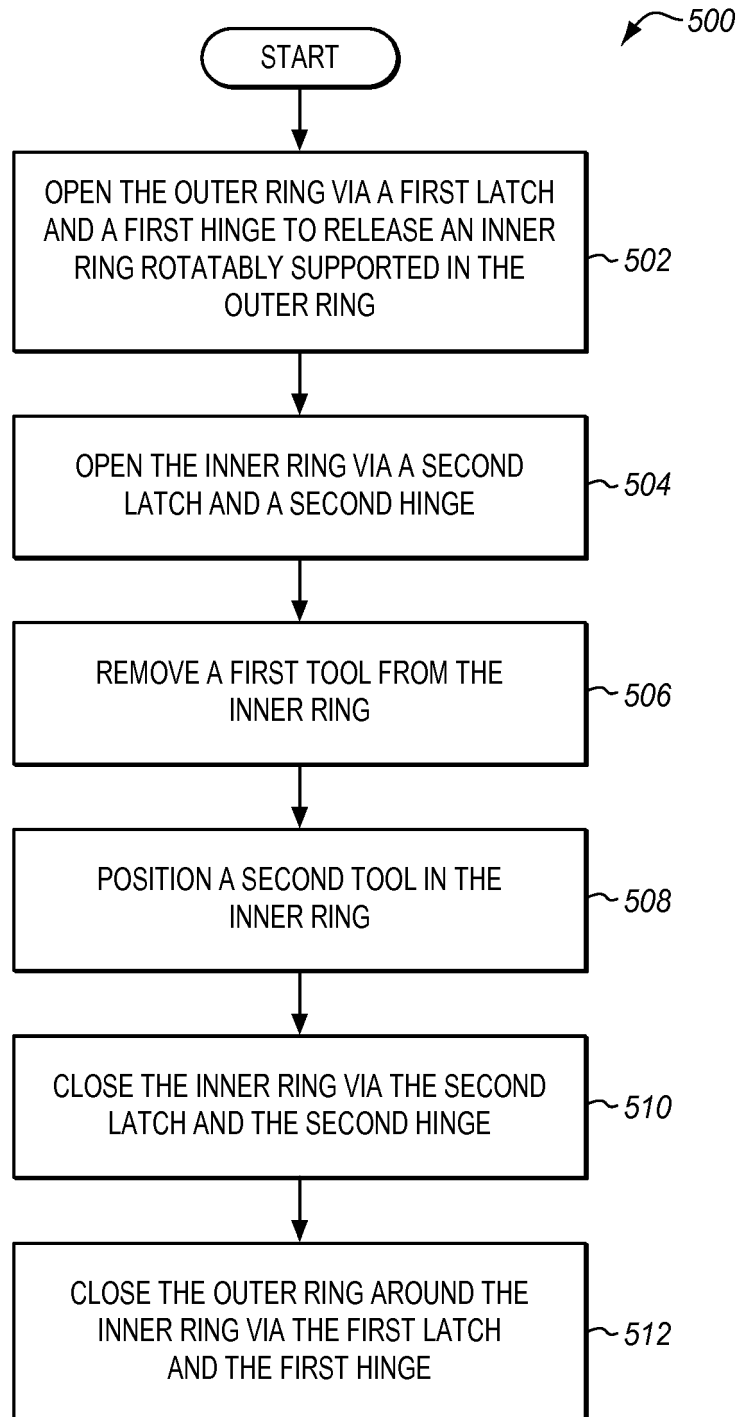 500
START
OPEN THE OUTER RING VIA A FIRST LATCH
AND A FIRST HINGE TO RELEASE AN INNER
RING ROTATABLY SUPPORTED IN THE
OUTER RING
502
OPEN THE INNER RING VIA A SECOND
LATCH AND A SECOND HINGE
504
REMOVE A FIRST TOOL FROM THE
INNER RING
506
POSITION A SECOND TOOL IN THE
INNER RING
508
CLOSE THE INNER RING VIA THE SECOND
LATCH AND THE SECOND HINGE
510
CLOSE THE OUTER RING AROUND THE
INNER RING VIA THE FIRST LATCH
AND THE FIRST HINGE
512